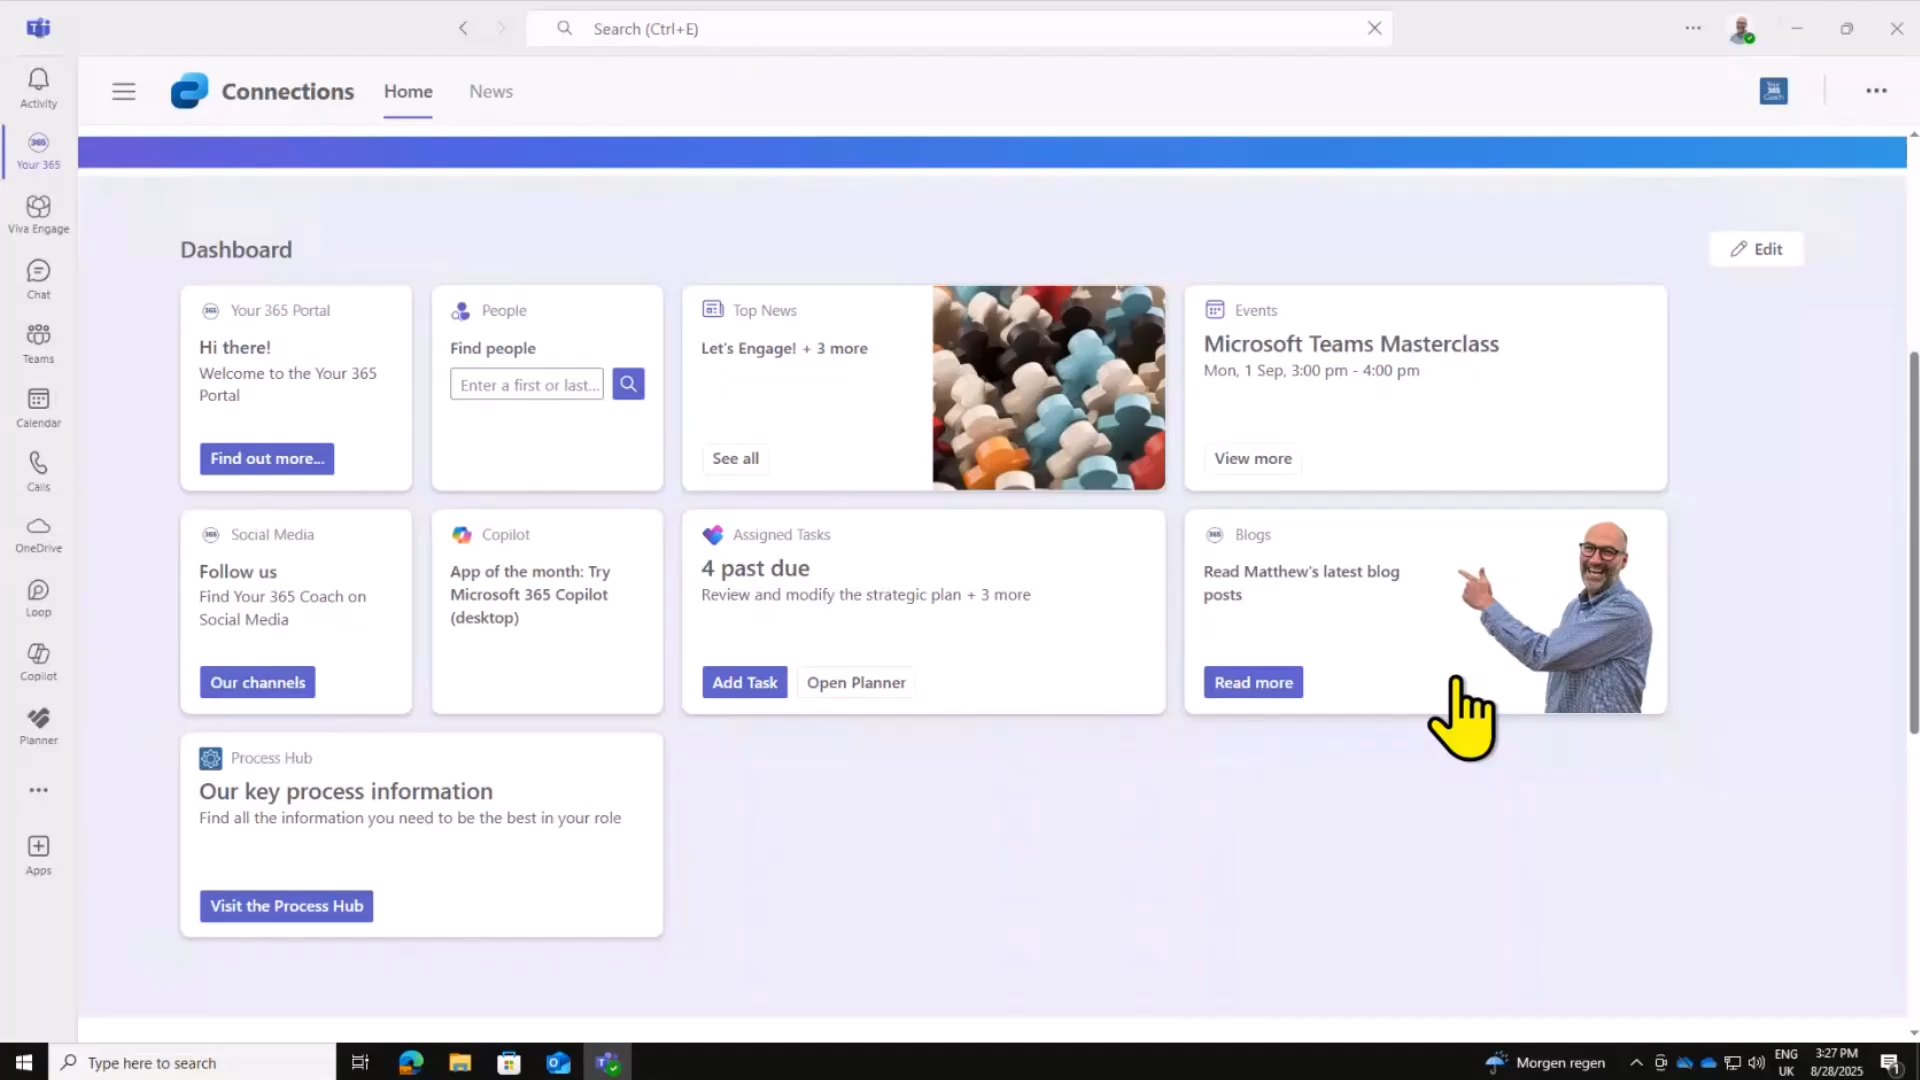 Search (Ctrl+E)
Activity
Your 365
Viva Engage
Chat
Teams
Calendar
Calls
OneDrive
Loop
Copilot
Planner
Apps
Connections
Home
News
Your
365
Coach
Dashboard
Edit
365
Your 365 Portal
Hi there!
Welcome to the Your 365
Portal
Find out more...
People
Find people
Enter a first or last...
Top News
Let's Engage! + 3 more
See all
Events
Microsoft Teams Masterclass
Mon, 1 Sep, 3:00 pm - 4:00 pm
View more
365
Social Media
Follow us
Find Your 365 Coach on
Social Media
Our channels
Copilot
App of the month: Try
Microsoft 365 Copilot
(desktop)
Assigned Tasks
4 past due
Review and modify the strategic plan + 3 more
Add Task
Open Planner
365
Blogs
Read Matthew's latest blog
posts
Read more
Process Hub
Our key process information
Find all the information you need to be the best in your role
Visit the Process Hub
Type here to search
Morgen regen
ENG
UK
3:27 PM
8/28/2025
1